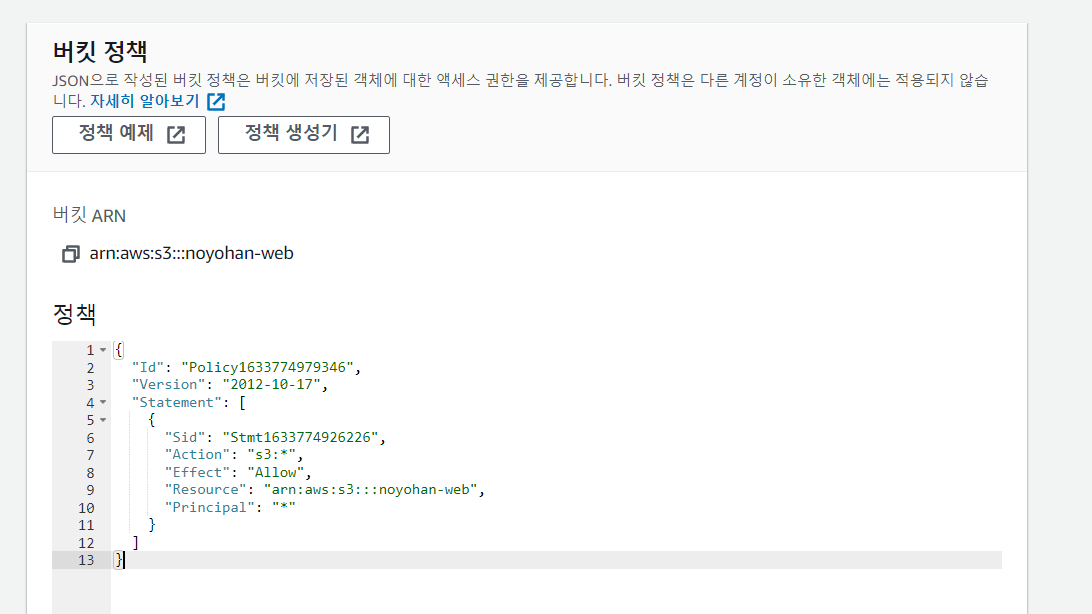 버킷 정책
JSON으로 작성된 버킷 정책은 버킷에 저장된 객체에 대한 액세스 권한을 제공합니다. 버킷 정책은 다른 계정이 소유한 객체에는 적용되지 않습
니다. 자세히 알아보기
정책 예제 정책 생성기
버킷 ARN
arn:aws:s3:::noyohan-web
정책
1 {
2 "Id": "Policy1633774979346",
3 "Version": "2012-10-17",
4 "Statement": [
5 {
6 "Sid": "Stmt1633774926226",
7 "Action": "s3:*",
8 "Effect": "Allow",
9 "Resource": "arn:aws:s3:::noyohan-web",
10 "Principal": "*"
11 }
12 ]
13 }